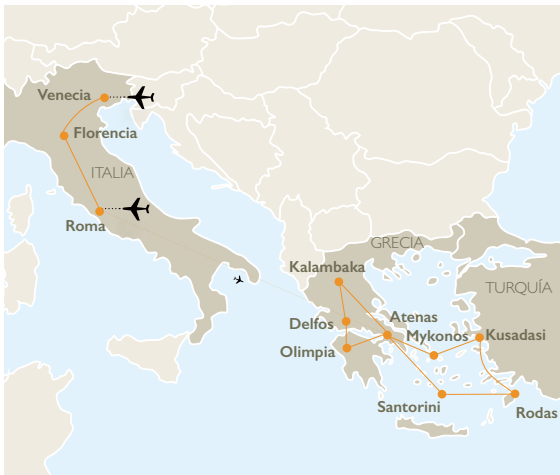 Venecia
Florencia
ITALIA
Roma
GRECIA
Kalambaka
TURQUÍA
Delfos
Atenas
Mykonos
Kusadasi
Olimpia
Santorini
Rodas